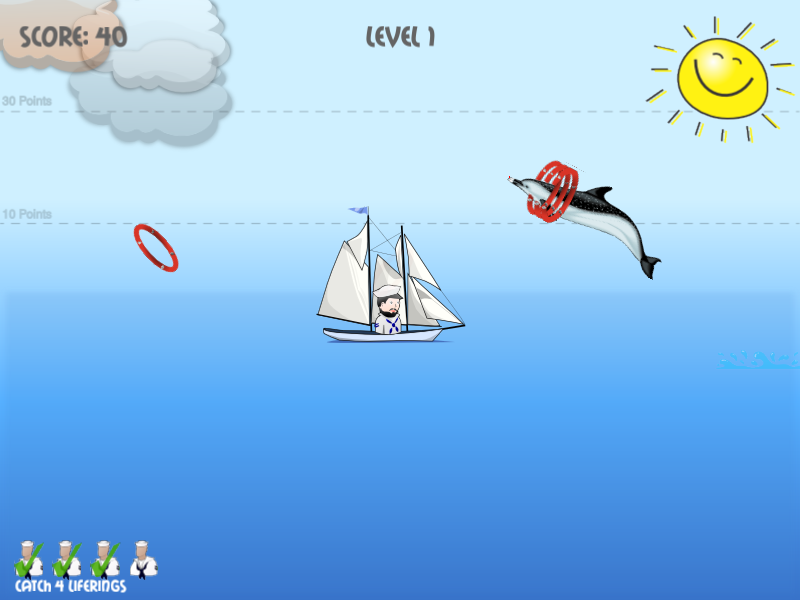 SCORE: 40
LEVEL 1
30 Points
10 Points
CATCH 4 LIFERINGS